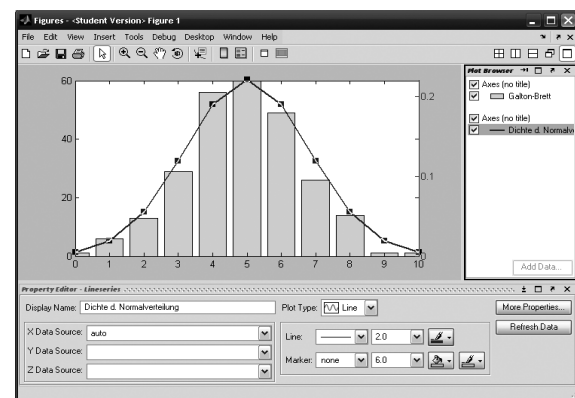 Figures - <Student Version> Figure 1
File Edit View Insert Tools Debug Desktop Window Help
60
40
20
0
0 1 2 3 4 5 6 7 8 9 10
0.2
0.1
0
Plot Browser
Axes (no title)
Galton-Brett
Axes (no title)
Dichte d. Normalve
Add Data...
Property Editor - Lineseries
Display Name: Dichte d. Normalverteilung
Plot Type: Line
More Properties...
X Data Source: auto
Y Data Source:
Z Data Source:
Line: 2.0
Marker: none 6.0
Refresh Data